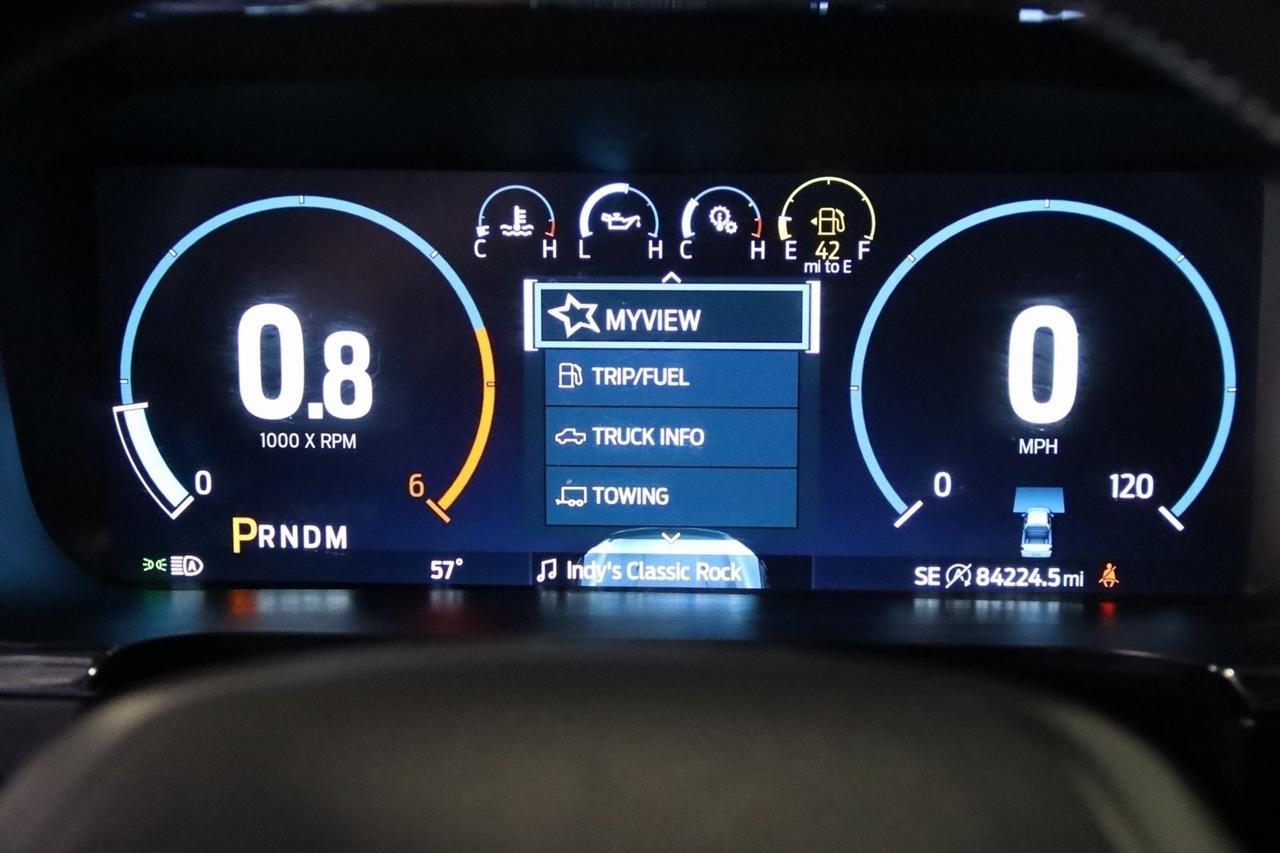 C H
L H
C H
E 42 F
mi to E
0.8
1000 X RPM
0
6
PRNDM
57°
MYVIEW
TRIP/FUEL
TRUCK INFO
TOWING
Indy's Classic Rock
0
MPH
0
120
SE A 84224.5 mi